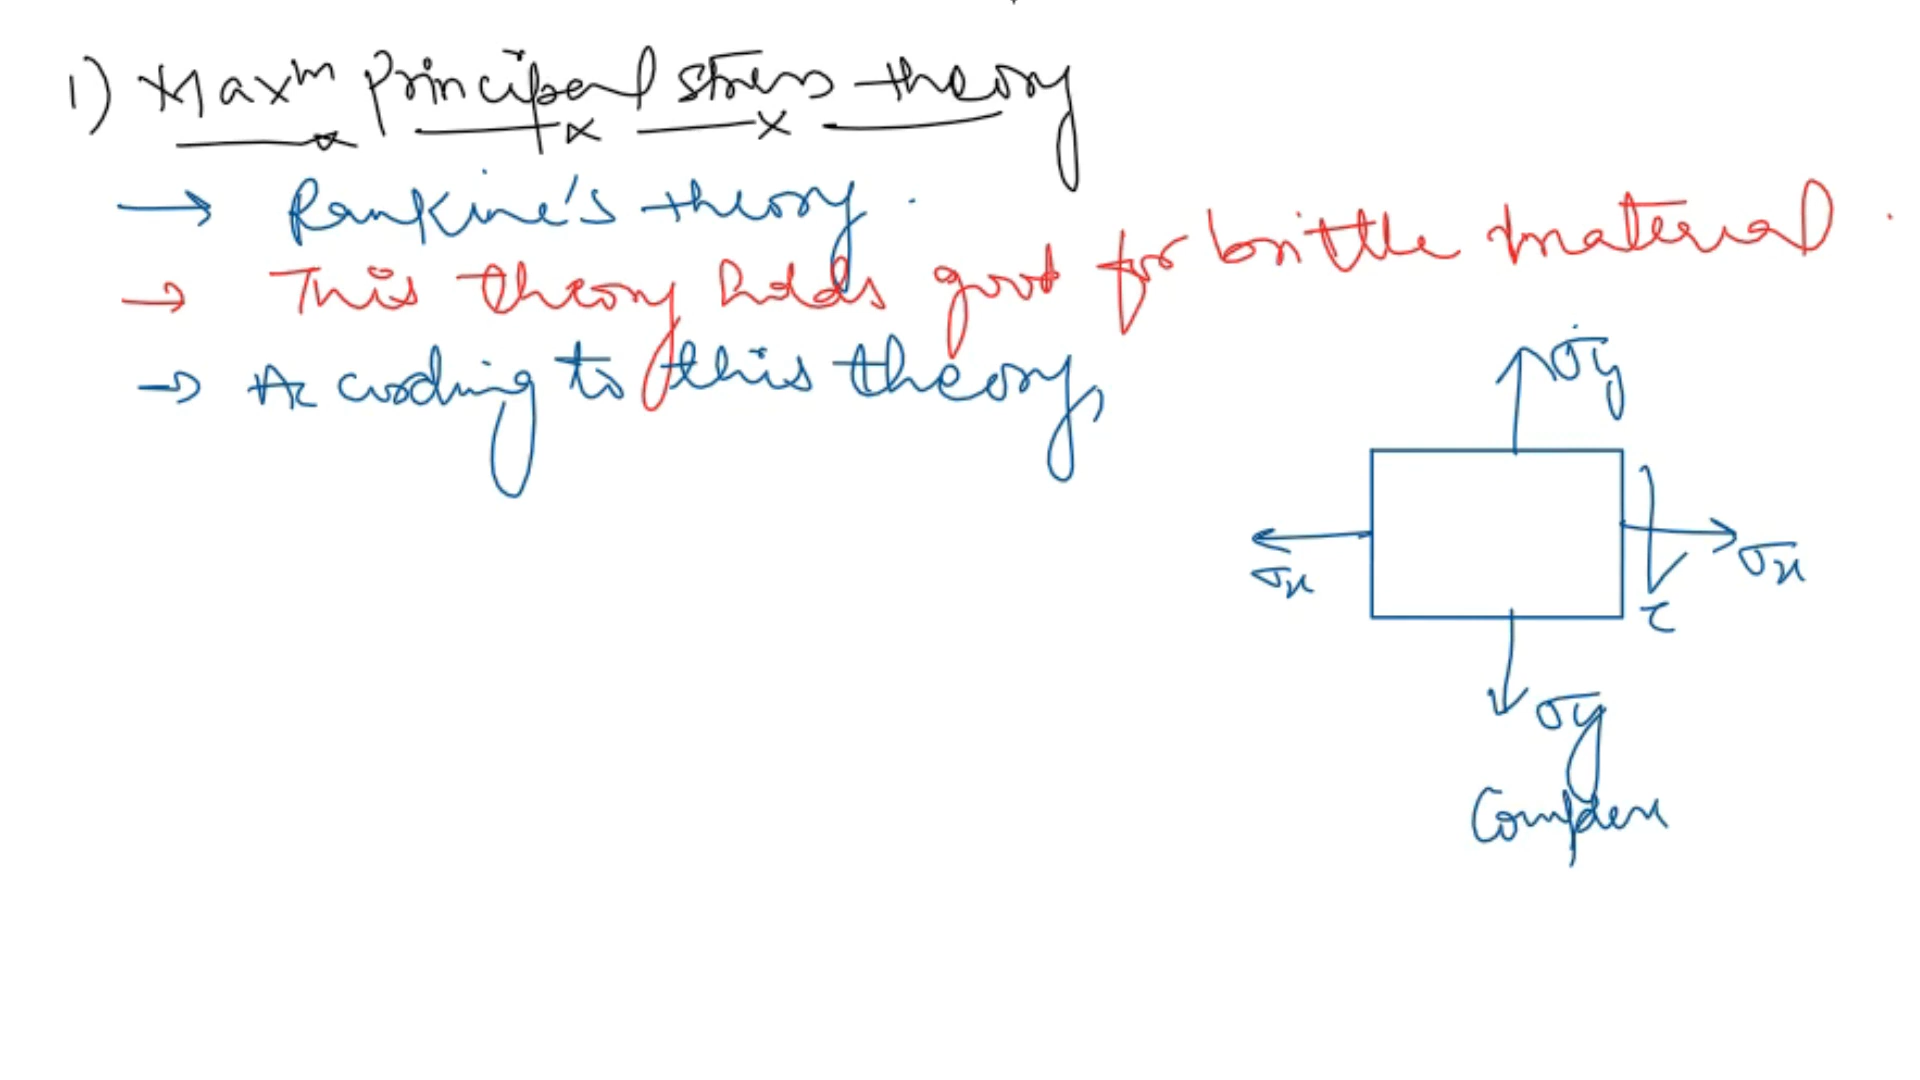 1) Maxᵐ Principal stress theory
→ Rankine's theory.
→ This theory holds good for brittle material.
→ According to this theory,
σy
σx
σx
τ
σy
Complex